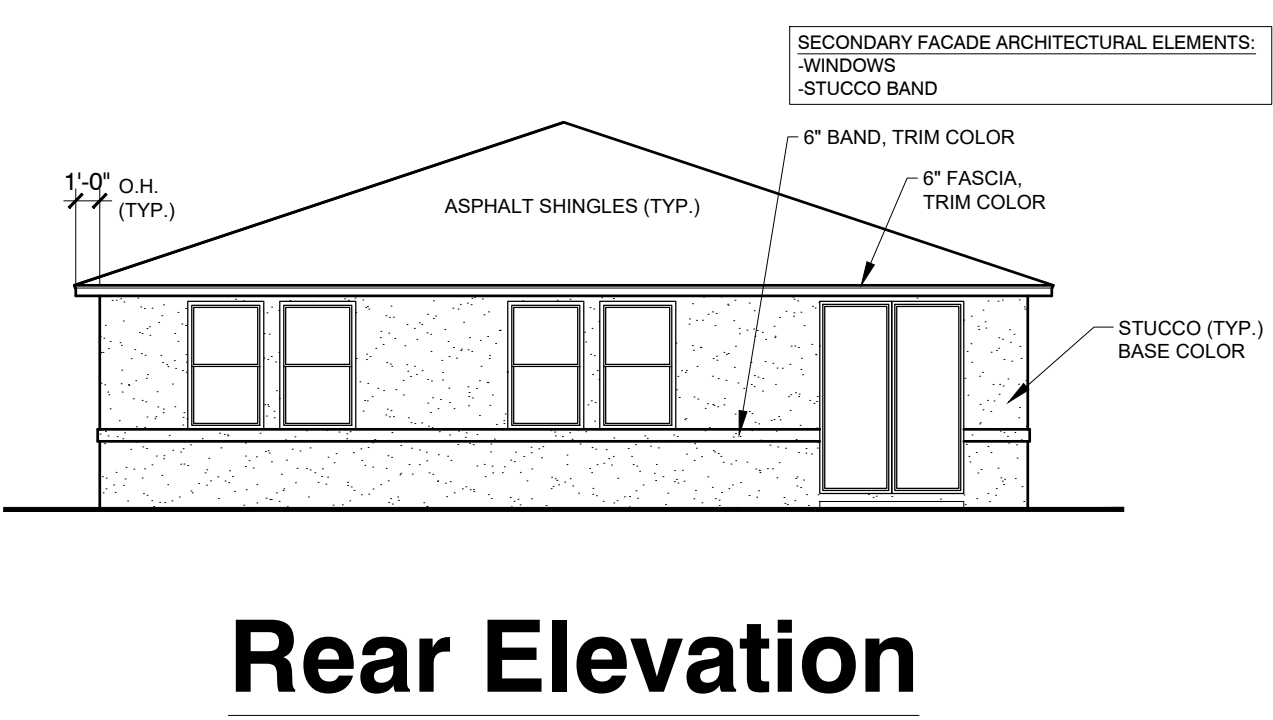 SECONDARY FACADE ARCHITECTURAL ELEMENTS:
-WINDOWS
-STUCCO BAND
6" BAND, TRIM COLOR
6" FASCIA,
TRIM COLOR
1'-0" O.H.
(TYP.)
ASPHALT SHINGLES (TYP.)
STUCCO (TYP.)
BASE COLOR
Rear Elevation